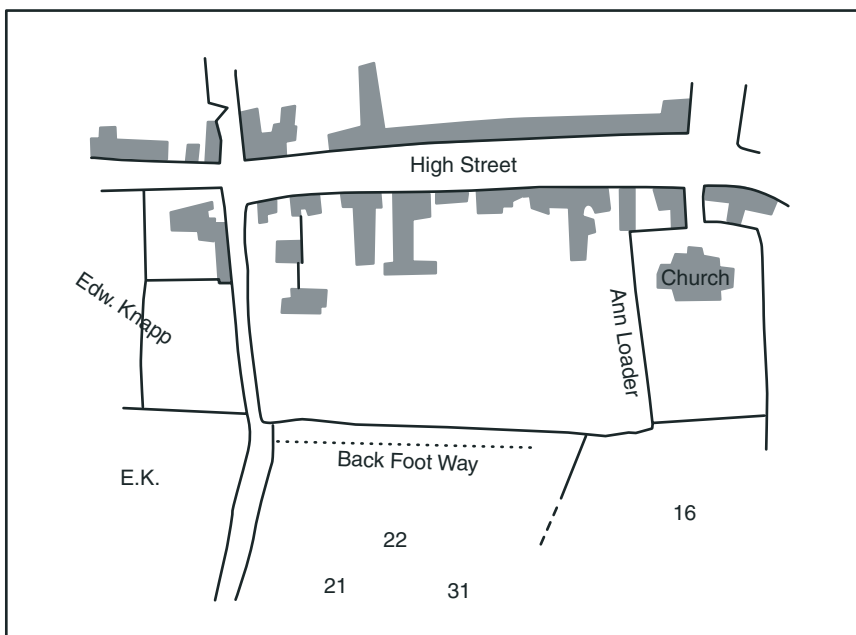 High Street
Edw. Knapp
Church
Ann Loader
Back Foot Way
E.K.
16
22
21
31